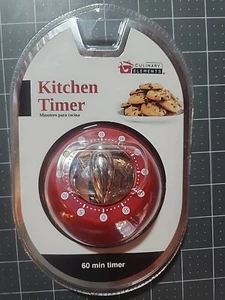 CULINARY
ELEMENTS
Kitchen
Timer
Minutero para cocina
60 min timer